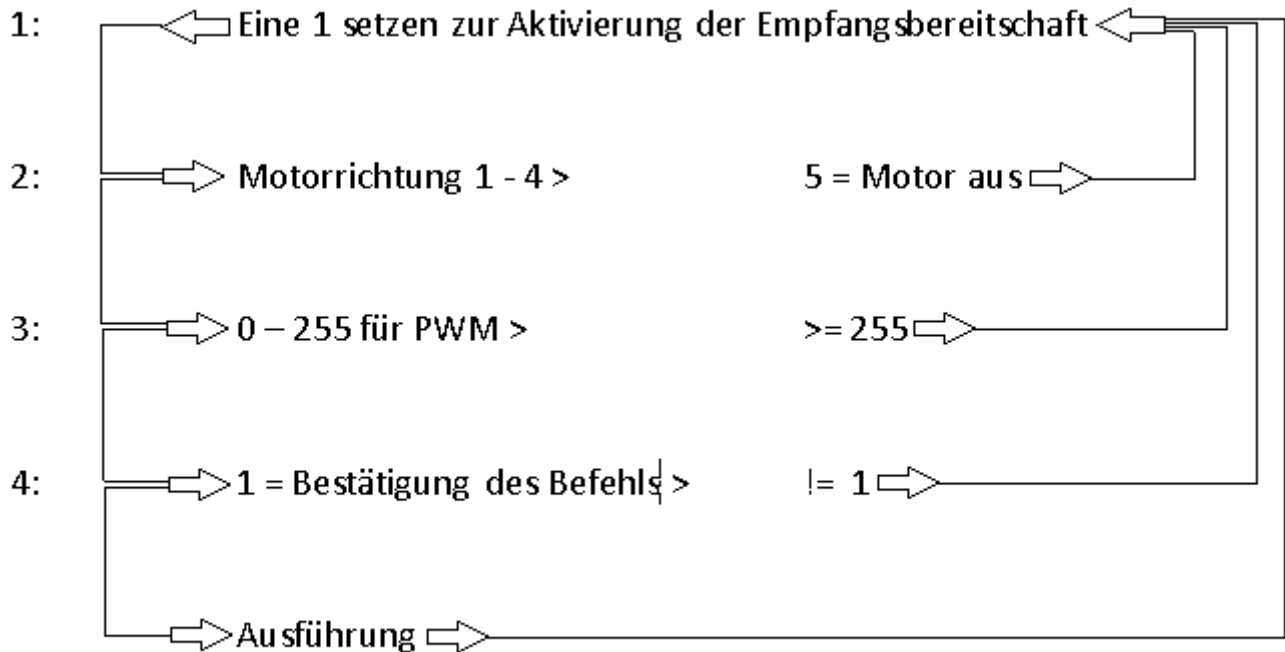 1: Eine 1 setzen zur Aktivierung der Empfangsbereitschaft
2: Motorrichtung 1 - 4 > 5 = Motor aus
3: 0 – 255 für PWM > >= 255
4: 1 = Bestätigung des Befehls > != 1
Ausführung